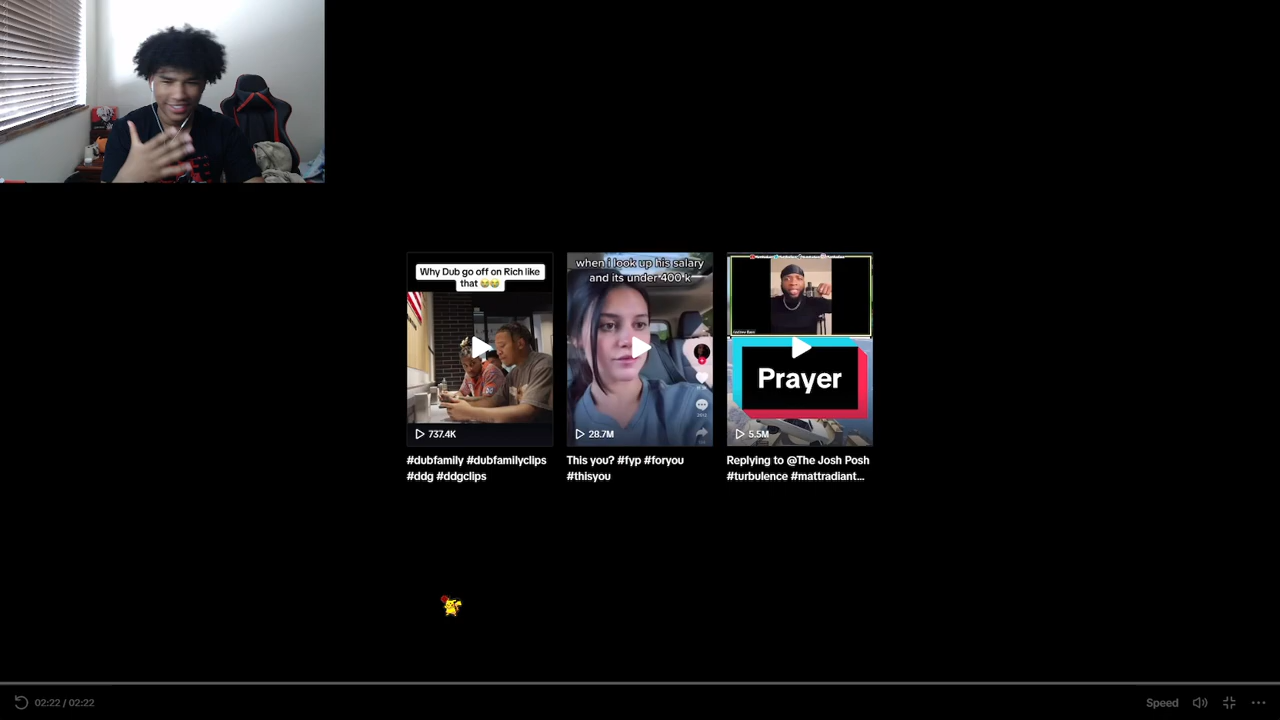 Why Dub go off on Rich like
that 😭😭
737.4K
#dubfamily #dubfamilyclips
#ddg #ddgclips
when i look up his salary
and its under 400 k
28.7M
This you? #fyp #foryou
#thisyou
Prayer
5.5M
Replying to @The Josh Posh
#turbulence #mattradiant...
02:22 / 02:22
Speed